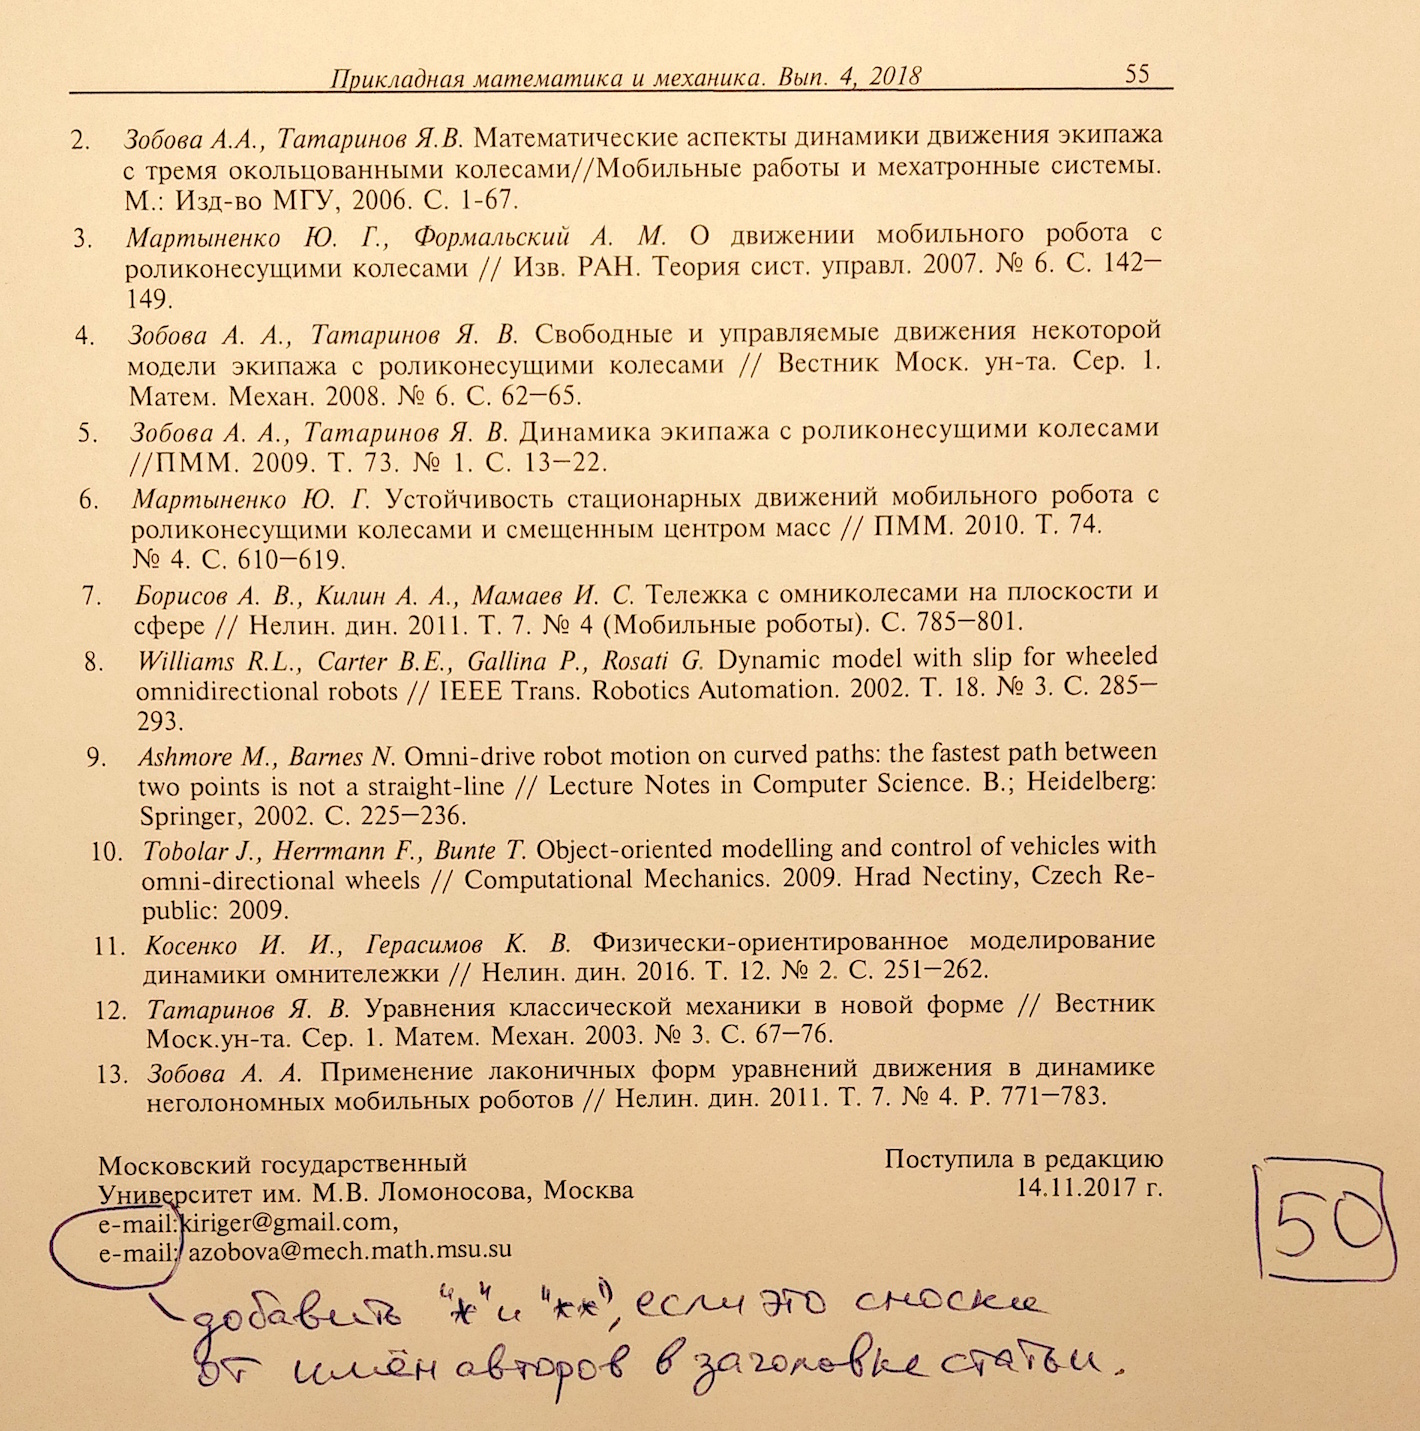 Прикладная математика и механика. Вып. 4, 2018 55
2. Зобова А.А., Татаринов Я.В. Математические аспекты динамики движения экипажа
с тремя окольцованными колесами//Мобильные работы и мехатронные системы.
М.: Изд-во МГУ, 2006. С. 1-67.
3. Мартыненко Ю. Г., Формальский А. М. О движении мобильного робота с
роликонесущими колесами // Изв. РАН. Теория сист. управл. 2007. № 6. С. 142—
149.
4. Зобова А. А., Татаринов Я. В. Свободные и управляемые движения некоторой
модели экипажа с роликонесущими колесами // Вестник Моск. ун-та. Сер. 1.
Матем. Механ. 2008. № 6. С. 62—65.
5. Зобова А. А., Татаринов Я. В. Динамика экипажа с роликонесущими колесами
//ПММ. 2009. Т. 73. № 1. С. 13—22.
6. Мартыненко Ю. Г. Устойчивость стационарных движений мобильного робота с
роликонесущими колесами и смещенным центром масс // ПММ. 2010. Т. 74.
№ 4. С. 610—619.
7. Борисов А. В., Килин А. А., Мамаев И. С. Тележка с омниколесами на плоскости и
сфере // Нелин. дин. 2011. Т. 7. № 4 (Мобильные роботы). С. 785—801.
8. Williams R.L., Carter B.E., Gallina P., Rosati G. Dynamic model with slip for wheeled
omnidirectional robots // IEEE Trans. Robotics Automation. 2002. T. 18. № 3. C. 285—
293.
9. Ashmore M., Barnes N. Omni-drive robot motion on curved paths: the fastest path between
two points is not a straight-line // Lecture Notes in Computer Science. B.; Heidelberg:
Springer, 2002. C. 225—236.
10. Tobolar J., Herrmann F., Bunte T. Object-oriented modelling and control of vehicles with
omni-directional wheels // Computational Mechanics. 2009. Hrad Nectiny, Czech Re-
public: 2009.
11. Косенко И. И., Герасимов К. В. Физически-ориентированное моделирование
динамики омнитележки // Нелин. дин. 2016. Т. 12. № 2. С. 251—262.
12. Татаринов Я. В. Уравнения классической механики в новой форме // Вестник
Моск.ун-та. Сер. 1. Матем. Механ. 2003. № 3. С. 67—76.
13. Зобова А. А. Применение лаконичных форм уравнений движения в динамике
неголономных мобильных роботов // Нелин. дин. 2011. Т. 7. № 4. P. 771—783.
Московский государственный
Университет им. М.В. Ломоносова, Москва
e-mail:kiriger@gmail.com,
e-mail: azobova@mech.math.msu.su
Поступила в редакцию
14.11.2017 г.
50
добавить "*" и "**", если это сноски
от имён авторов в заголовке статьи.